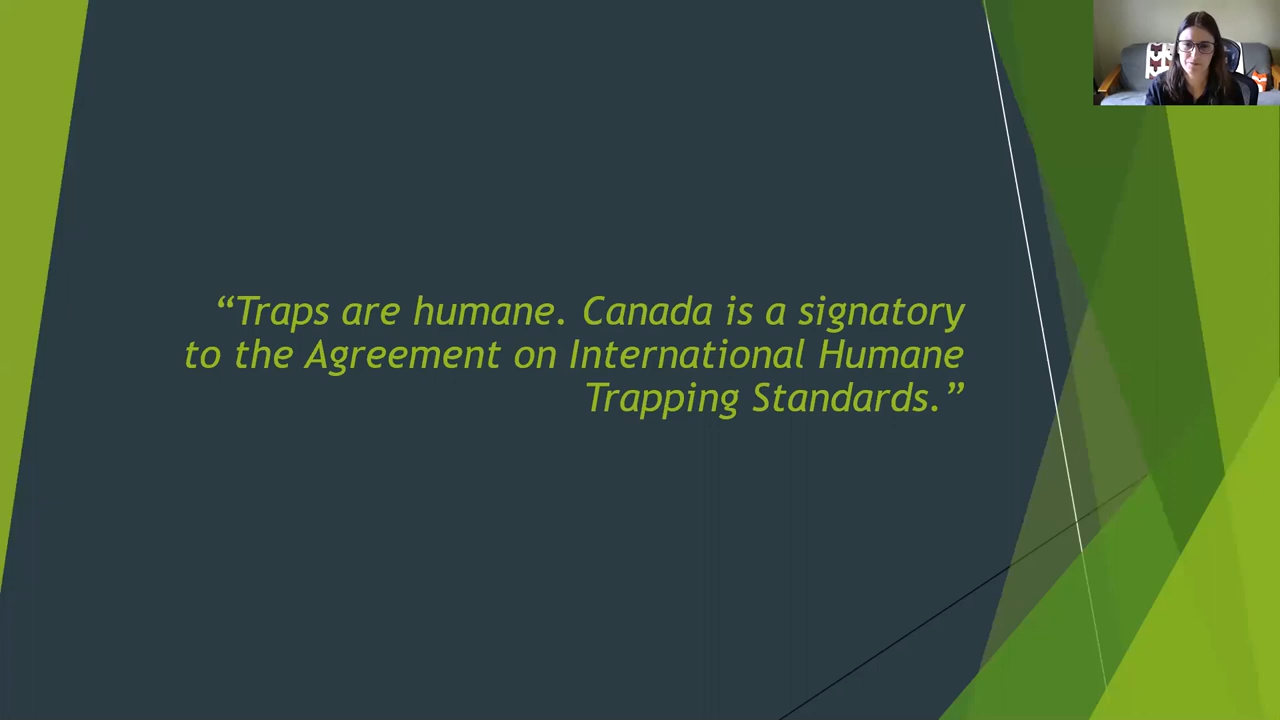 “Traps are humane. Canada is a signatory
to the Agreement on International Humane
Trapping Standards.”